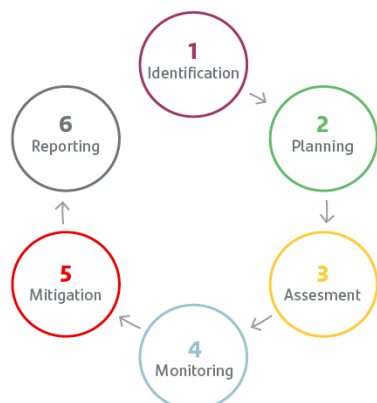 1
Identification
2
Planning
3
Assesment
4
Monitoring
5
Mitigation
6
Reporting